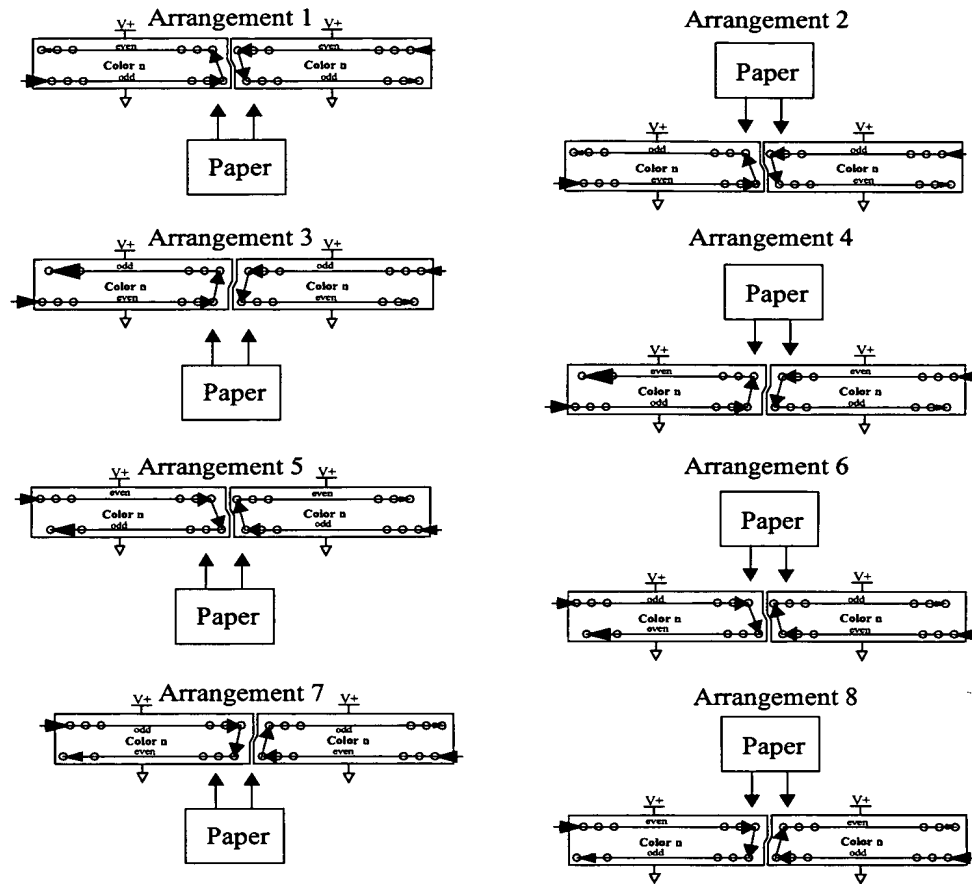 Arrangement 1
V+ V+
even even
Color n Color n
odd odd
Paper
Arrangement 2
Paper
V+ V+
odd odd
Color n Color n
even even
Arrangement 3
V+ V+
odd odd
Color n Color n
even even
Paper
Arrangement 4
Paper
V+ V+
even even
Color n Color n
odd odd
Arrangement 5
V+ V+
even even
Color n Color n
odd odd
Paper
Arrangement 6
Paper
V+ V+
odd odd
Color n Color n
even even
Arrangement 7
V+ V+
odd odd
Color n Color n
even even
Paper
Arrangement 8
Paper
V+ V+
even even
Color n Color n
odd odd